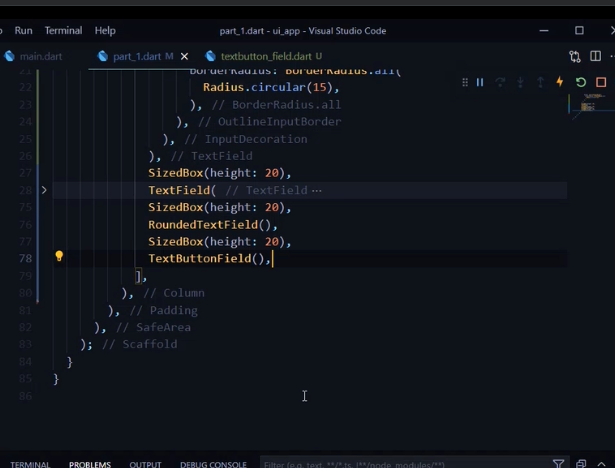 Run Terminal Help part_1.dart - ui_app - Visual Studio Code
main.dart part_1.dart M textbutton_field.dart U
21 borderRadius: BorderRadius.all(
22 Radius.circular(15),
23 ), // BorderRadius.all
24 ), // OutlineInputBorder
25 ), // InputDecoration
26 ), // TextField
27 SizedBox(height: 20),
28 TextField( // TextField ⋯
75 SizedBox(height: 20),
76 RoundedTextField(),
77 SizedBox(height: 20),
78 TextButtonField(),
79 ],
80 ), // Column
81 ), // Padding
82 ), // SafeArea
83 ); // Scaffold
84 }
85 }
86
TERMINAL PROBLEMS OUTPUT DEBUG CONSOLE Filter (e.g. text, **/*.ts, !**/node_modules/**)